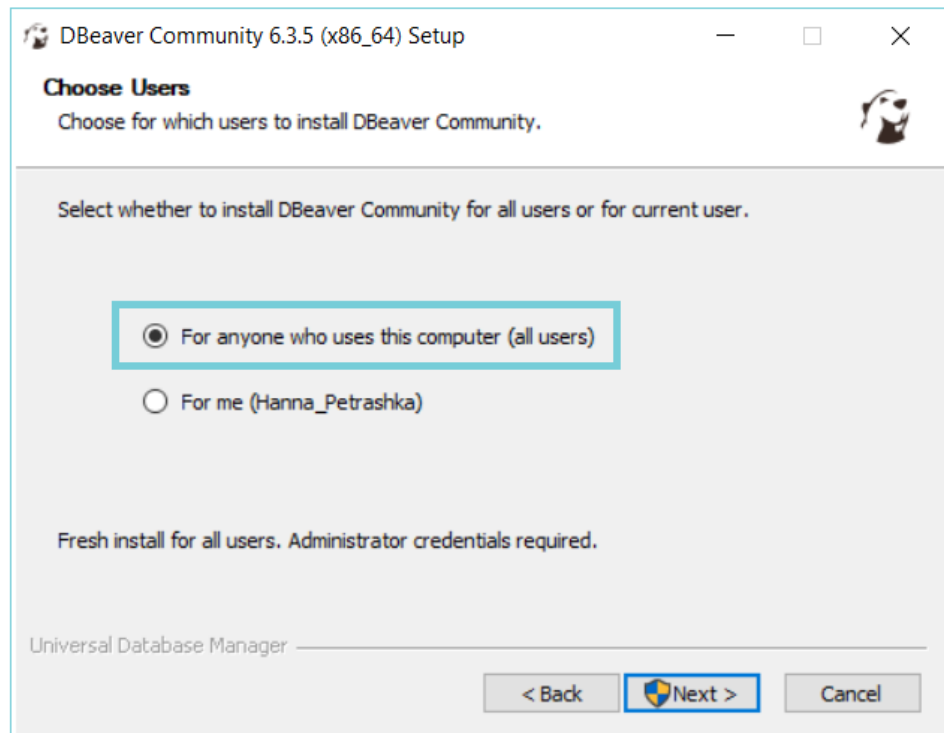 DBeaver Community 6.3.5 (x86_64) Setup
Choose Users
Choose for which users to install DBeaver Community.
Select whether to install DBeaver Community for all users or for current user.
For anyone who uses this computer (all users)
For me (Hanna_Petrashka)
Fresh install for all users. Administrator credentials required.
Universal Database Manager
< Back Next > Cancel